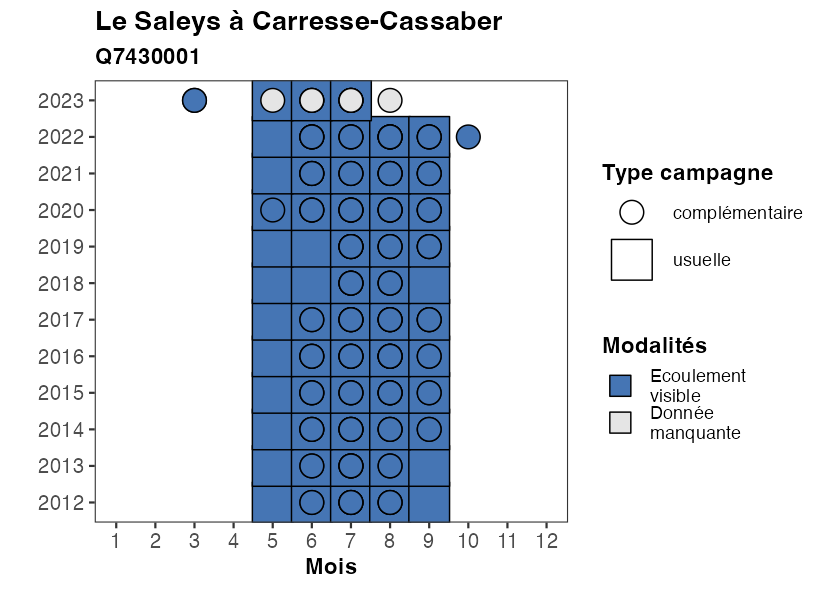 Le Saleys à Carresse-Cassaber
Q7430001
2023
2022
2021
2020
2019
2018
2017
2016
2015
2014
2013
2012
1 2 3 4 5 6 7 8 9 10 11 12
Mois
Type campagne
complémentaire
usuelle
Modalités
Ecoulement
visible
Donnée
manquante